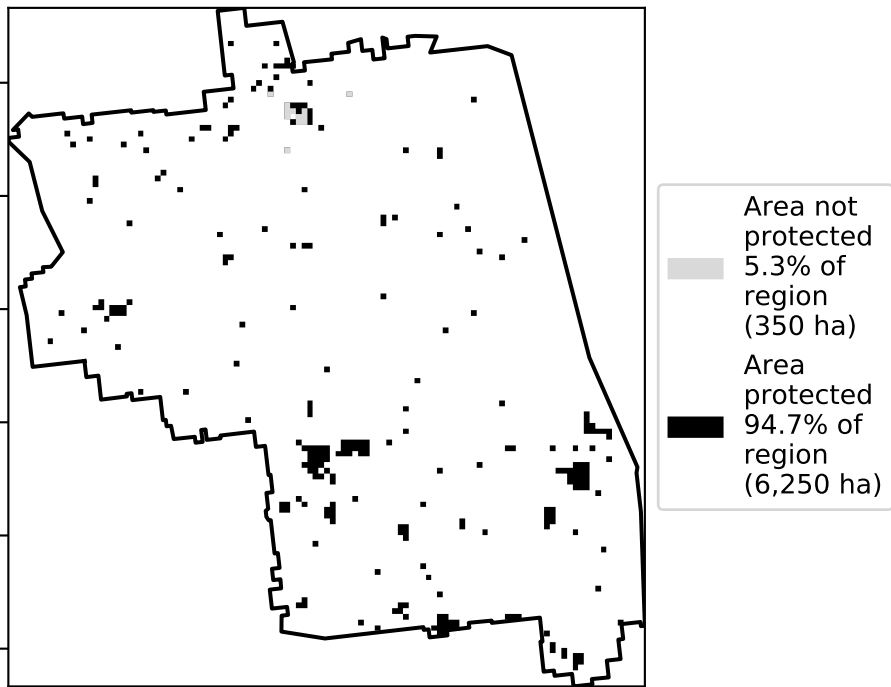 Area not
protected
5.3% of
region
(350 ha)
Area
protected
94.7% of
region
(6,250 ha)